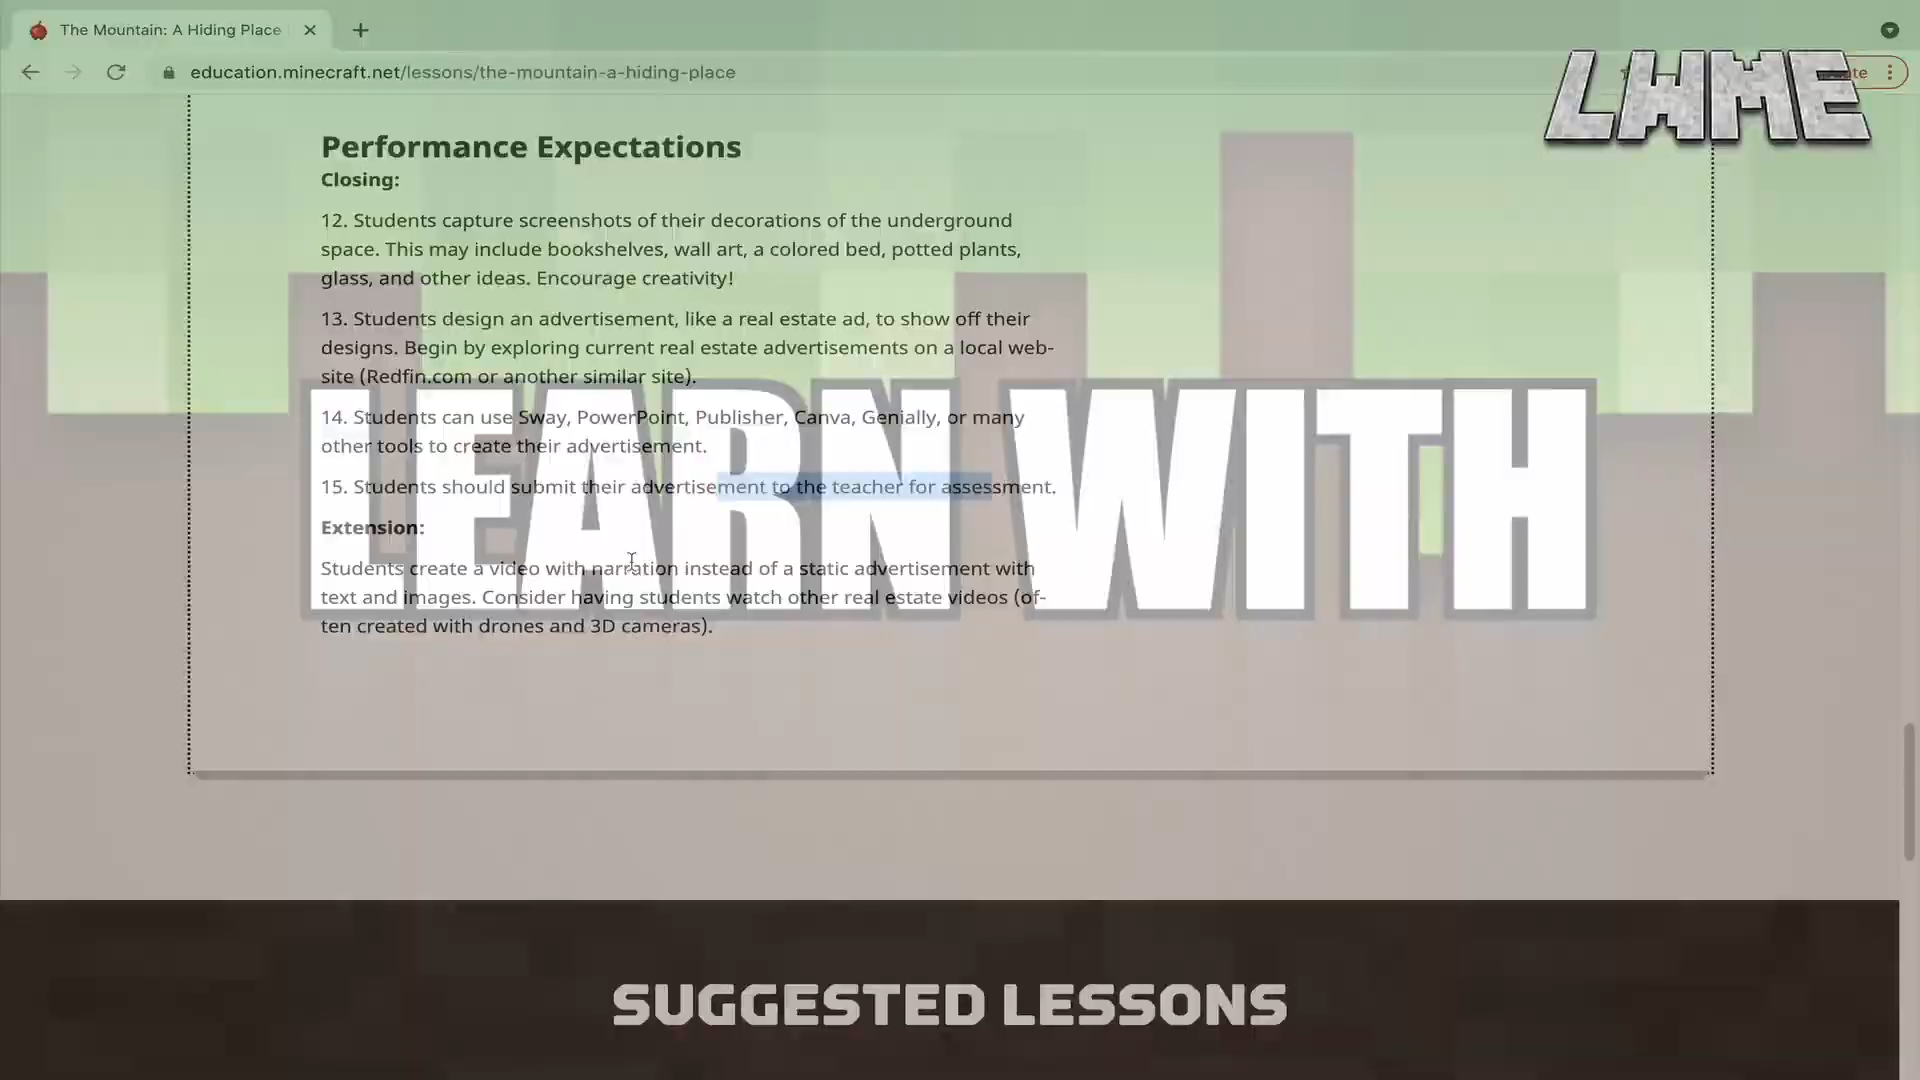 The Mountain: A Hiding Place
education.minecraft.net/lessons/the-mountain-a-hiding-place
LWME
Performance Expectations
Closing:
12. Students capture screenshots of their decorations of the underground
space. This may include bookshelves, wall art, a colored bed, potted plants,
glass, and other ideas. Encourage creativity!
13. Students design an advertisement, like a real estate ad, to show off their
designs. Begin by exploring current real estate advertisements on a local web-
site (Redfin.com or another similar site).
14. Students can use Sway, PowerPoint, Publisher, Canva, Genially, or many
other tools to create their advertisement.
LEARN WITH
15. Students should submit their advertisement to the teacher for assessment.
Extension:
Students create a video with narration instead of a static advertisement with
text and images. Consider having students watch other real estate videos (of-
ten created with drones and 3D cameras).
SUGGESTED LESSONS